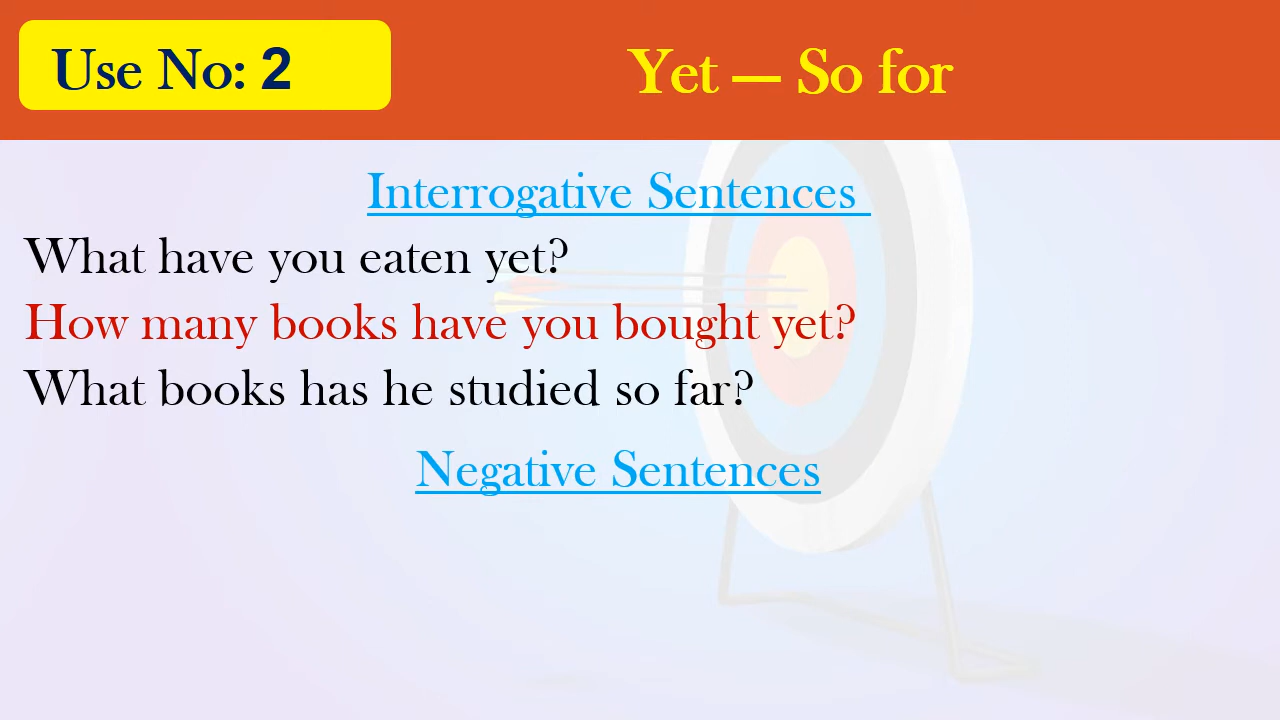 Use No: 2
Yet — So for
Interrogative Sentences
What have you eaten yet?
How many books have you bought yet?
What books has he studied so far?
Negative Sentences